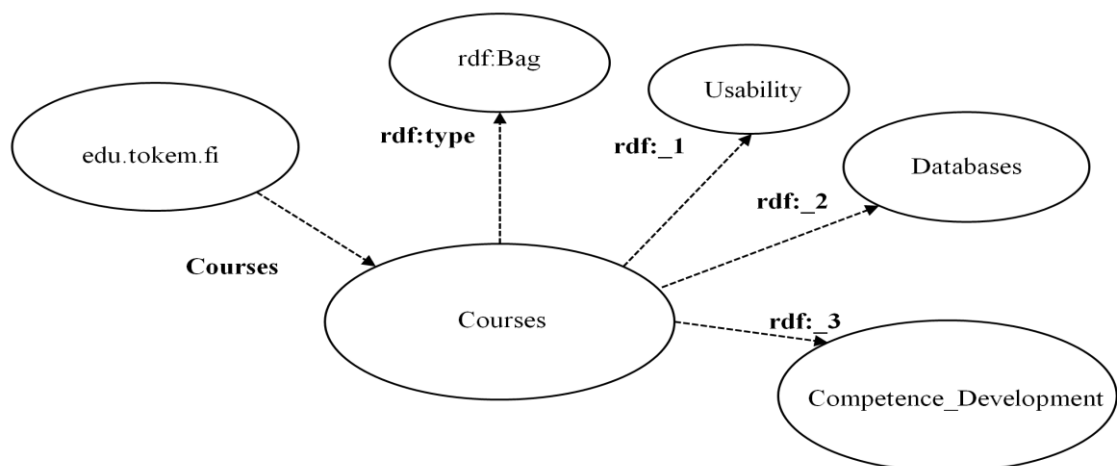 rdf:Bag
Usability
rdf:type
rdf:_1
edu.tokem.fi
Databases
rdf:_2
Courses
Courses
rdf:_3
Competence_Development